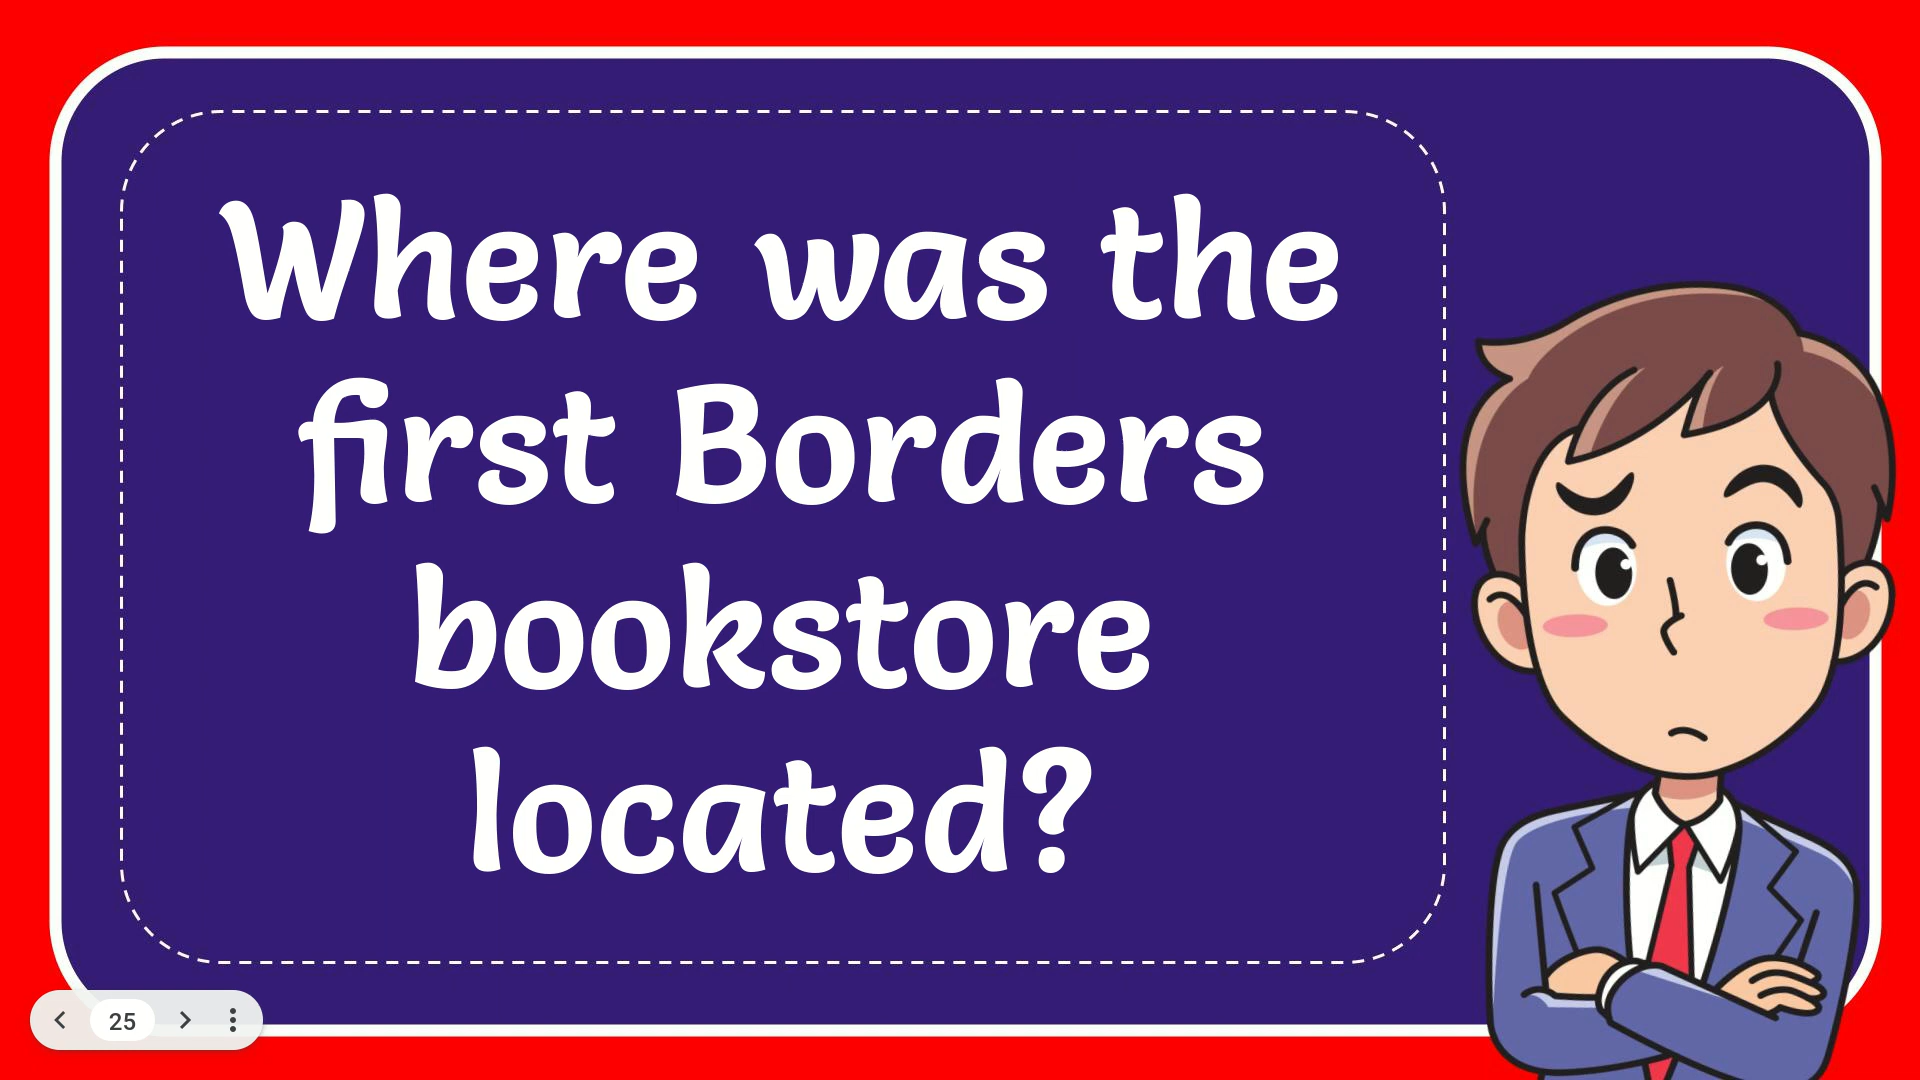 Where was the
first Borders
bookstore
located?
25